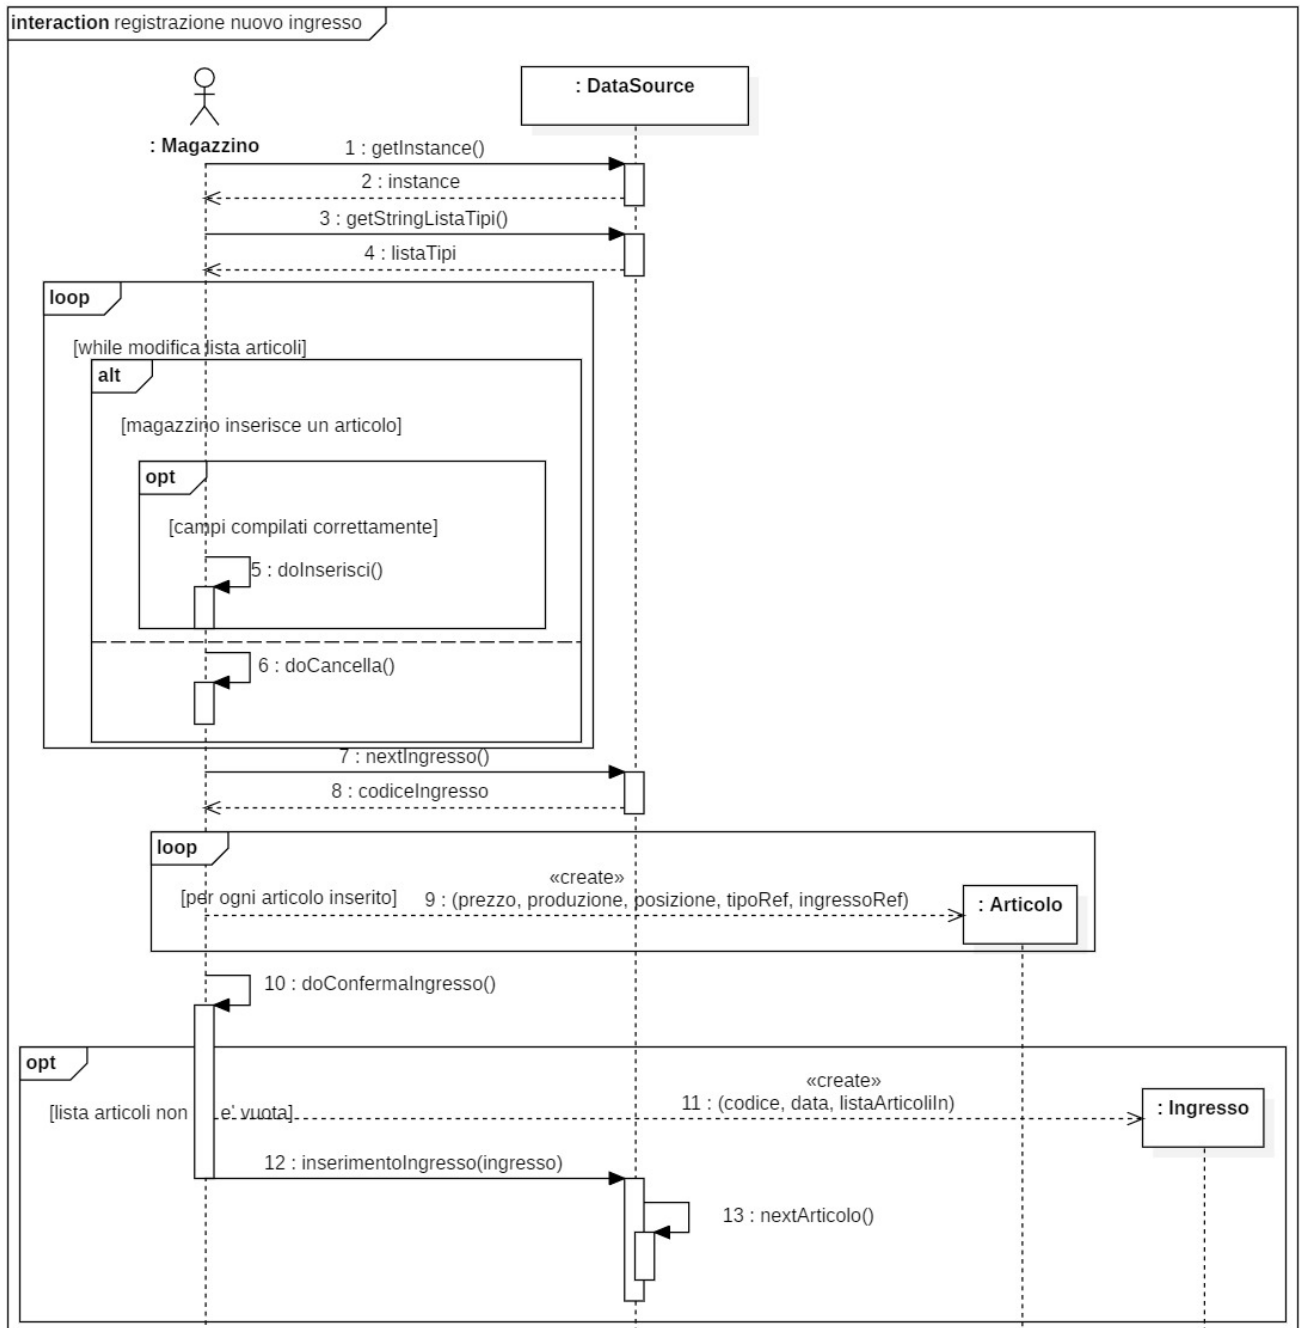 interaction registrazione nuovo ingresso
: DataSource
: Magazzino
1 : getInstance()
2 : instance
3 : getStringListaTipi()
4 : listaTipi
loop
[while modifica lista articoli]
alt
[magazzino inserisce un articolo]
opt
[campi compilati correttamente]
5 : doInserisci()
6 : doCancella()
7 : nextIngresso()
8 : codiceIngresso
loop
«create»
[per ogni articolo inserito]
9 : (prezzo, produzione, posizione, tipoRef, ingressoRef)
: Articolo
10 : doConfermaIngresso()
opt
«create»
[lista articoli non e' vuota]
11 : (codice, data, listaArticoliIn)
: Ingresso
12 : inserimentoIngresso(ingresso)
13 : nextArticolo()